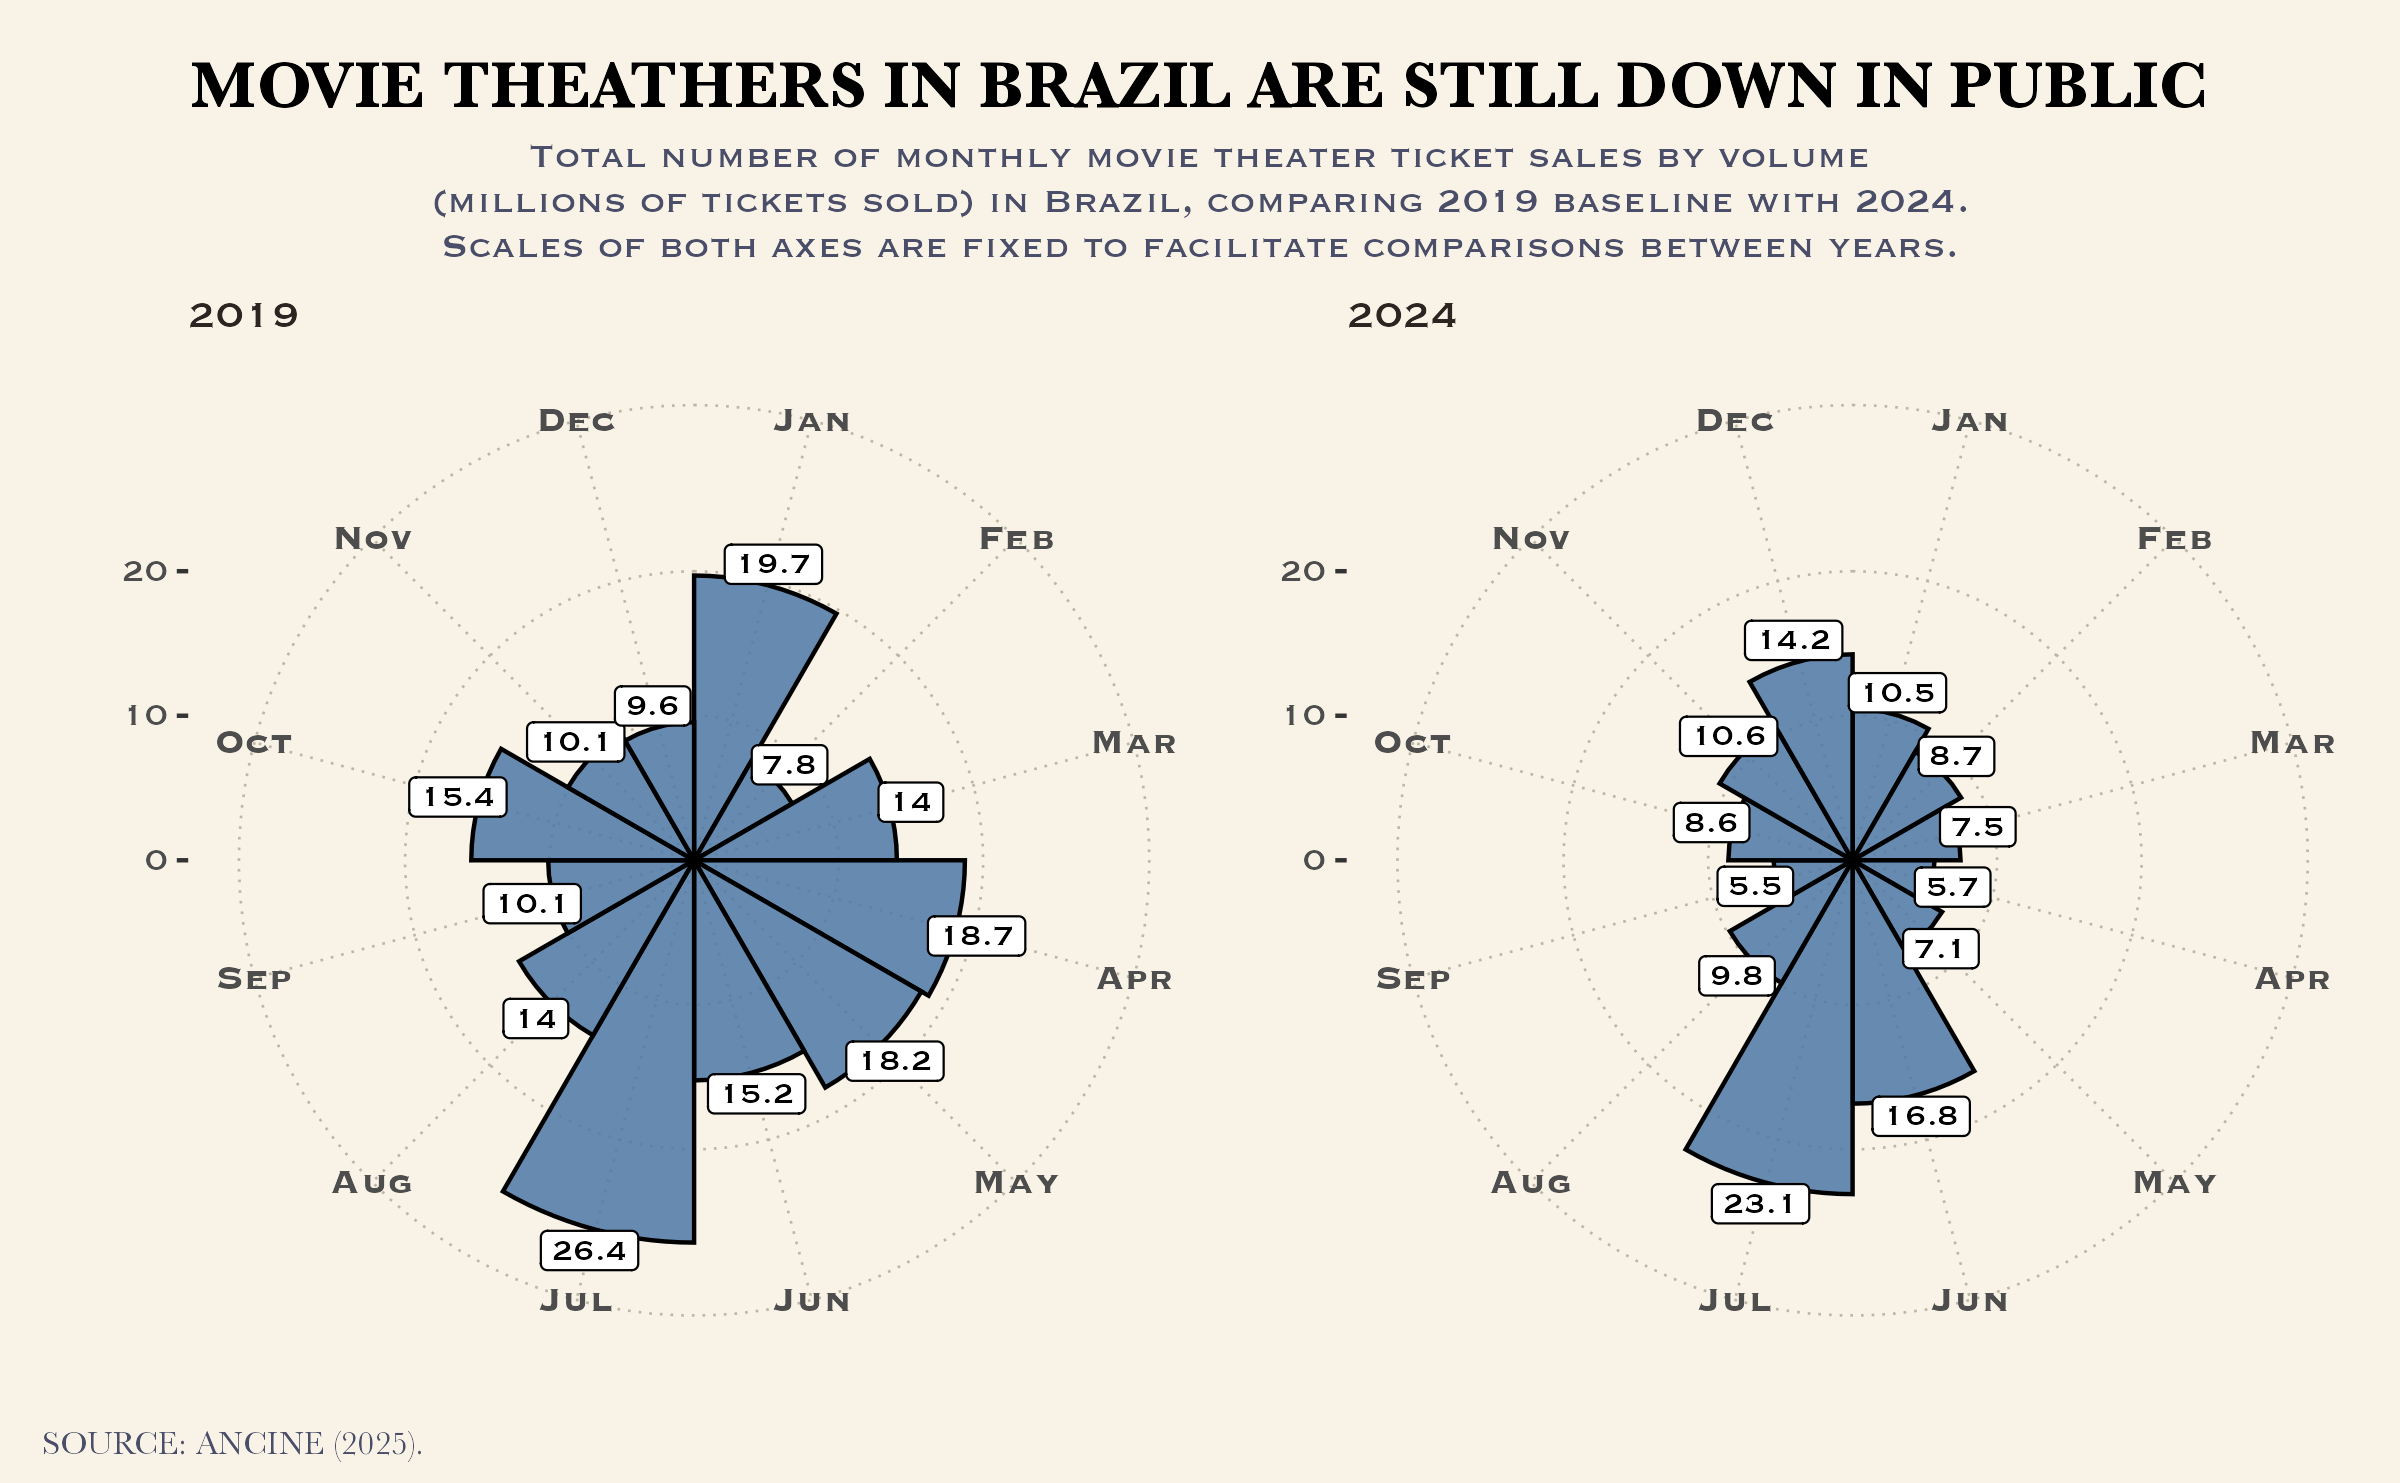 MOVIE THEATHERS IN BRAZIL ARE STILL DOWN IN PUBLIC
Total number of monthly movie theater ticket sales by volume
(millions of tickets sold) in Brazil, comparing 2019 baseline with 2024.
Scales of both axes are fixed to facilitate comparisons between years.
2019
Dec
Jan
Nov
Feb
20
19.7
10
9.6
10.1
7.8
Oct
Mar
15.4
14
0
10.1
18.7
Sep
Apr
14
18.2
15.2
Aug
May
26.4
Jul
Jun
2024
Dec
Jan
Nov
Feb
20
14.2
10.5
10
10.6
8.7
Oct
Mar
8.6
7.5
0
5.5
5.7
7.1
9.8
Sep
Apr
16.8
Aug
May
23.1
Jul
Jun
SOURCE: ANCINE (2025).